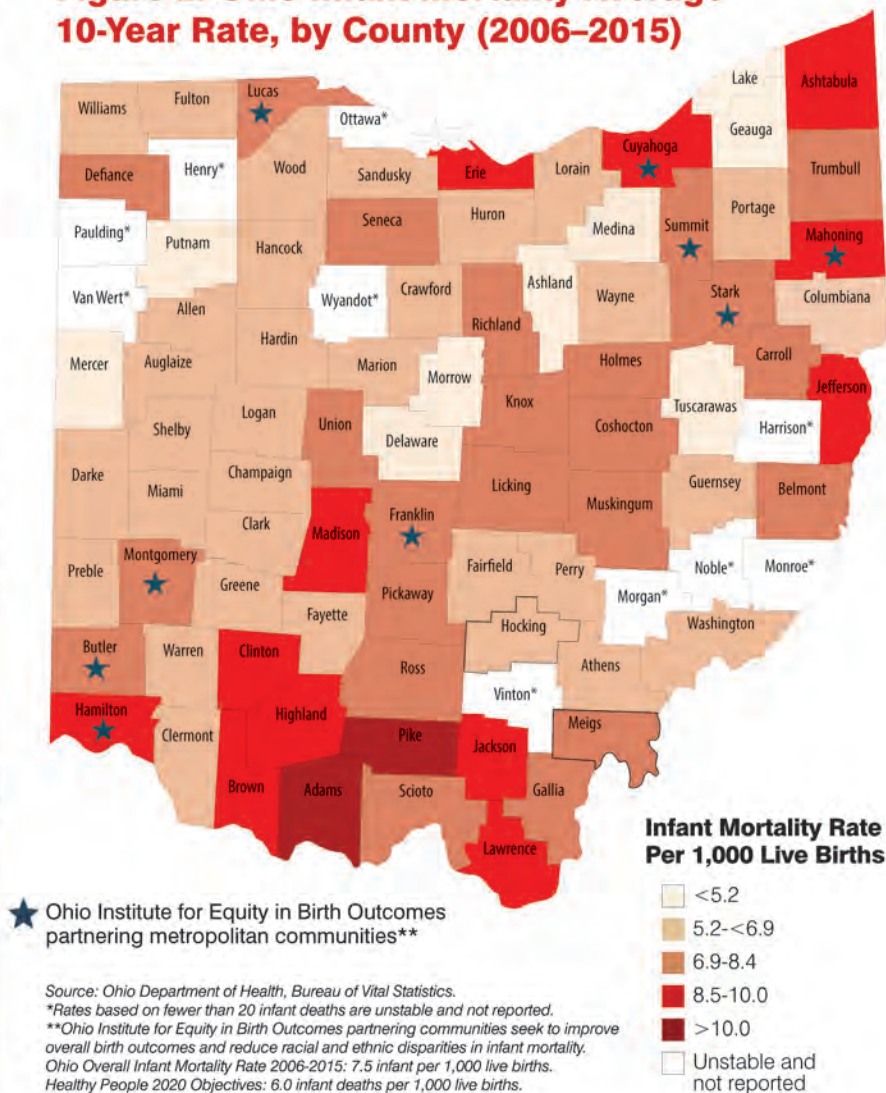 10-Year Rate, by County (2006–2015)
Williams
Fulton
Lucas
Ottawa*
Lake
Ashtabula
Geauga
Cuyahoga
Defiance
Henry*
Wood
Sandusky
Erie
Lorain
Trumbull
Paulding*
Putnam
Hancock
Seneca
Huron
Medina
Summit
Portage
Mahoning
Van Wert*
Allen
Wyandot*
Crawford
Richland
Ashland
Wayne
Stark
Columbiana
Mercer
Auglaize
Hardin
Marion
Morrow
Knox
Holmes
Tuscarawas
Carroll
Jefferson
Shelby
Logan
Union
Delaware
Coshocton
Harrison*
Darke
Miami
Champaign
Clark
Madison
Franklin
Licking
Muskingum
Guernsey
Belmont
Preble
Montgomery
Greene
Fayette
Pickaway
Fairfield
Perry
Morgan*
Noble*
Monroe*
Butler
Warren
Clinton
Ross
Hocking
Athens
Washington
Hamilton
Clermont
Highland
Pike
Vinton*
Jackson
Meigs
Brown
Adams
Scioto
Gallia
Lawrence
Infant Mortality Rate
Per 1,000 Live Births
<5.2
5.2-<6.9
6.9-8.4
8.5-10.0
>10.0
Unstable and
not reported
Ohio Institute for Equity in Birth Outcomes
partnering metropolitan communities**
Source: Ohio Department of Health, Bureau of Vital Statistics.
*Rates based on fewer than 20 infant deaths are unstable and not reported.
**Ohio Institute for Equity in Birth Outcomes partnering communities seek to improve
overall birth outcomes and reduce racial and ethnic disparities in infant mortality.
Ohio Overall Infant Mortality Rate 2006-2015: 7.5 infant per 1,000 live births.
Healthy People 2020 Objectives: 6.0 infant deaths per 1,000 live births.